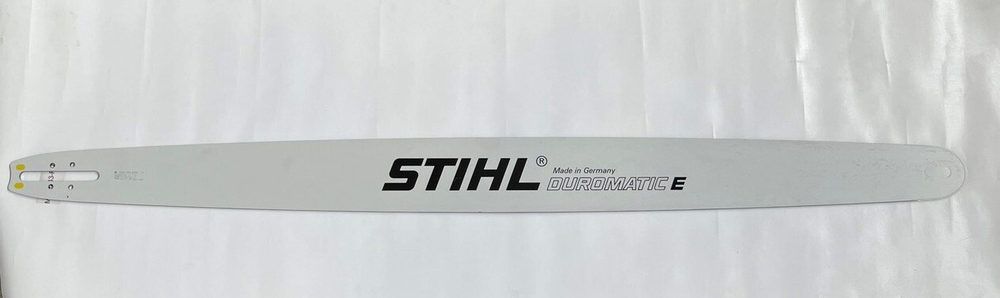 STIHL®
Made in Germany
DUROMATIC E